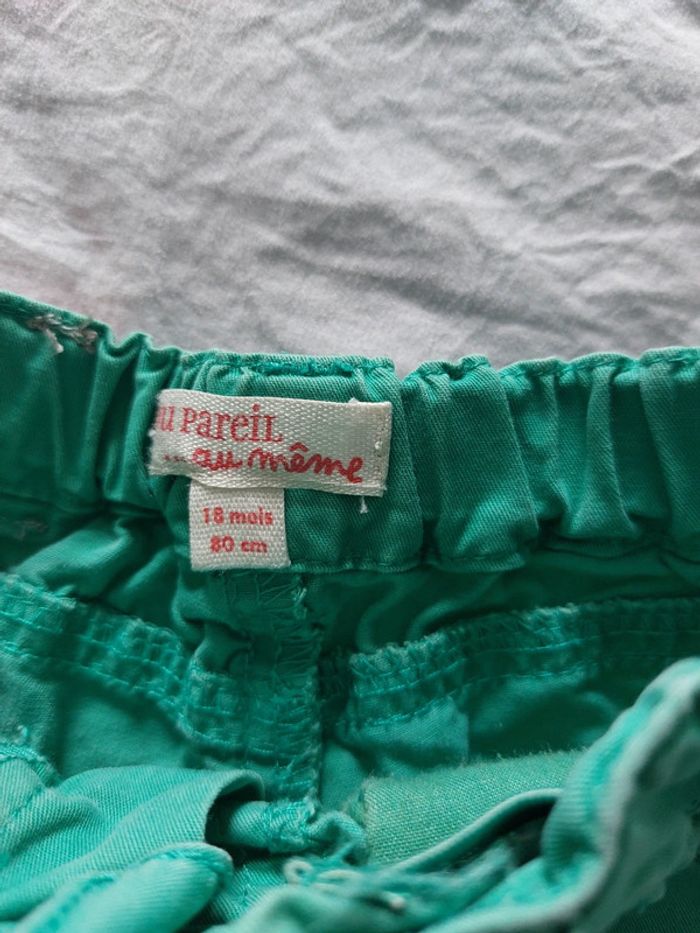 u Pareil
...au même
18 mois
80 cm